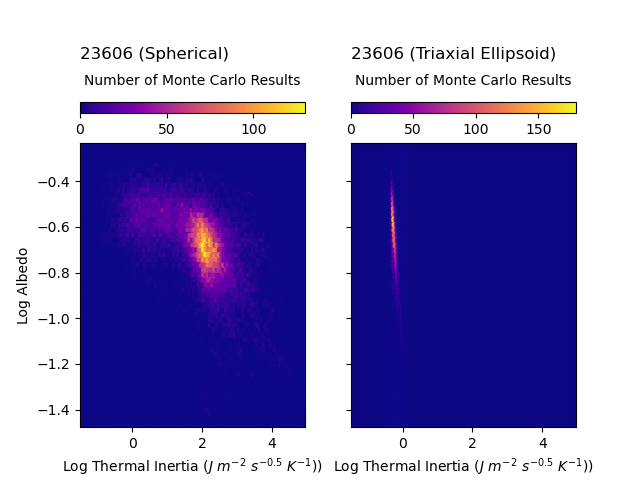 23606 (Spherical)
23606 (Triaxial Ellipsoid)
Number of Monte Carlo Results
Number of Monte Carlo Results
0 50 100
0 50 100 150
−0.4
−0.6
−0.8
−1.0
−1.2
−1.4
Log Albedo
0 2 4
0 2 4
Log Thermal Inertia (J m⁻² s⁻⁰·⁵ K⁻¹))
Log Thermal Inertia (J m⁻² s⁻⁰·⁵ K⁻¹))